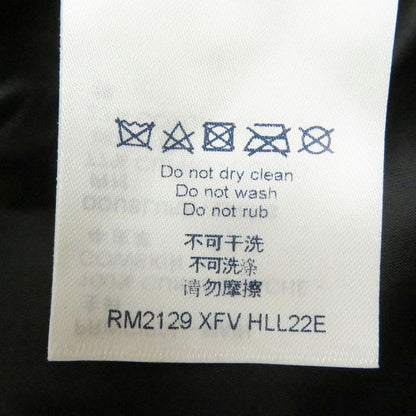 Do not dry clean
Do not wash
Do not rub
不可干洗
不可洗涤
请勿摩擦
RM2129 XFV HLL22E